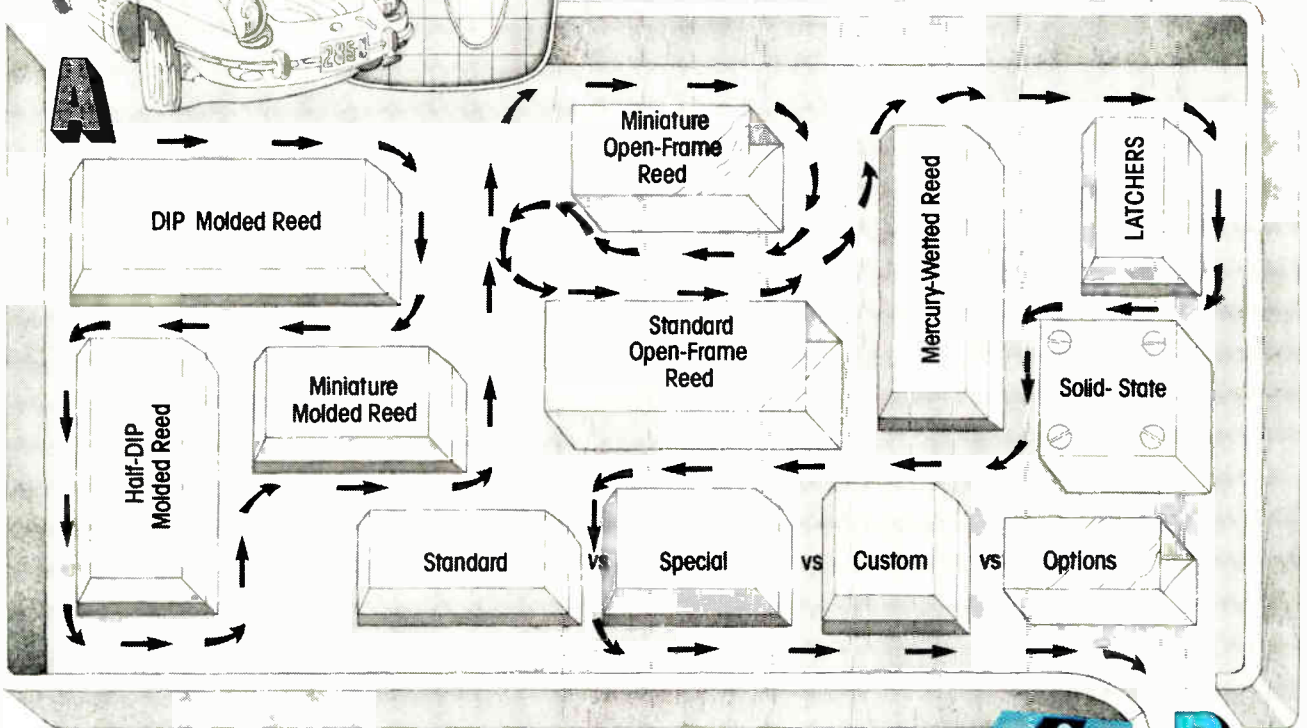 A
DIP Molded Reed
Miniature
Open-Frame
Reed
Mercury-Wetted Reed
LATCHERS
Half-DIP
Molded Reed
Miniature
Molded Reed
Standard
Open-Frame
Reed
Solid-State
Standard vs Special vs Custom vs Options